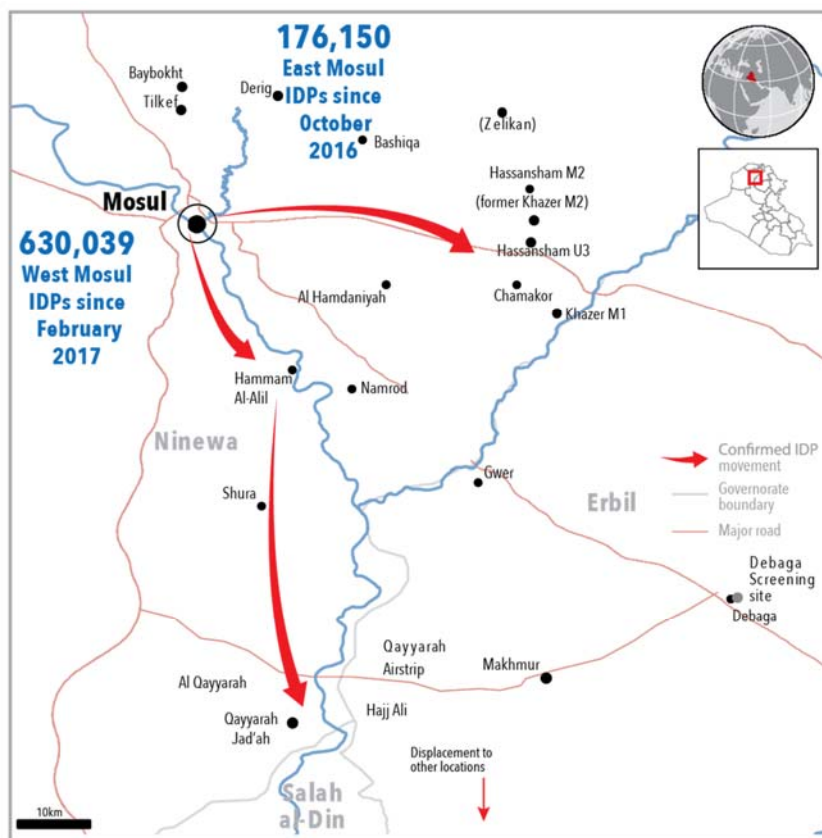 176,150
East Mosul
IDPs since
October
2016
Baybokht
Tilkef
Derig
Bashiqa
(Zelikan)
Hassansham M2
(former Khazer M2)
Hassansham U3
Mosul
630,039
West Mosul
IDPs since
February
2017
Al Hamdaniyah
Chamakor
Khazer M1
Hammam
Al-Alil
Namrod
Ninewa
Shura
Gwer
Erbil
Confirmed IDP
movement
Governorate
boundary
Major road
Debaga
Screening
site
Debaga
Qayyarah
Airstrip
Makhmur
Al Qayyarah
Qayyarah
Jad'ah
Hajj Ali
Displacement to
other locations
Salah
al-Din
10km